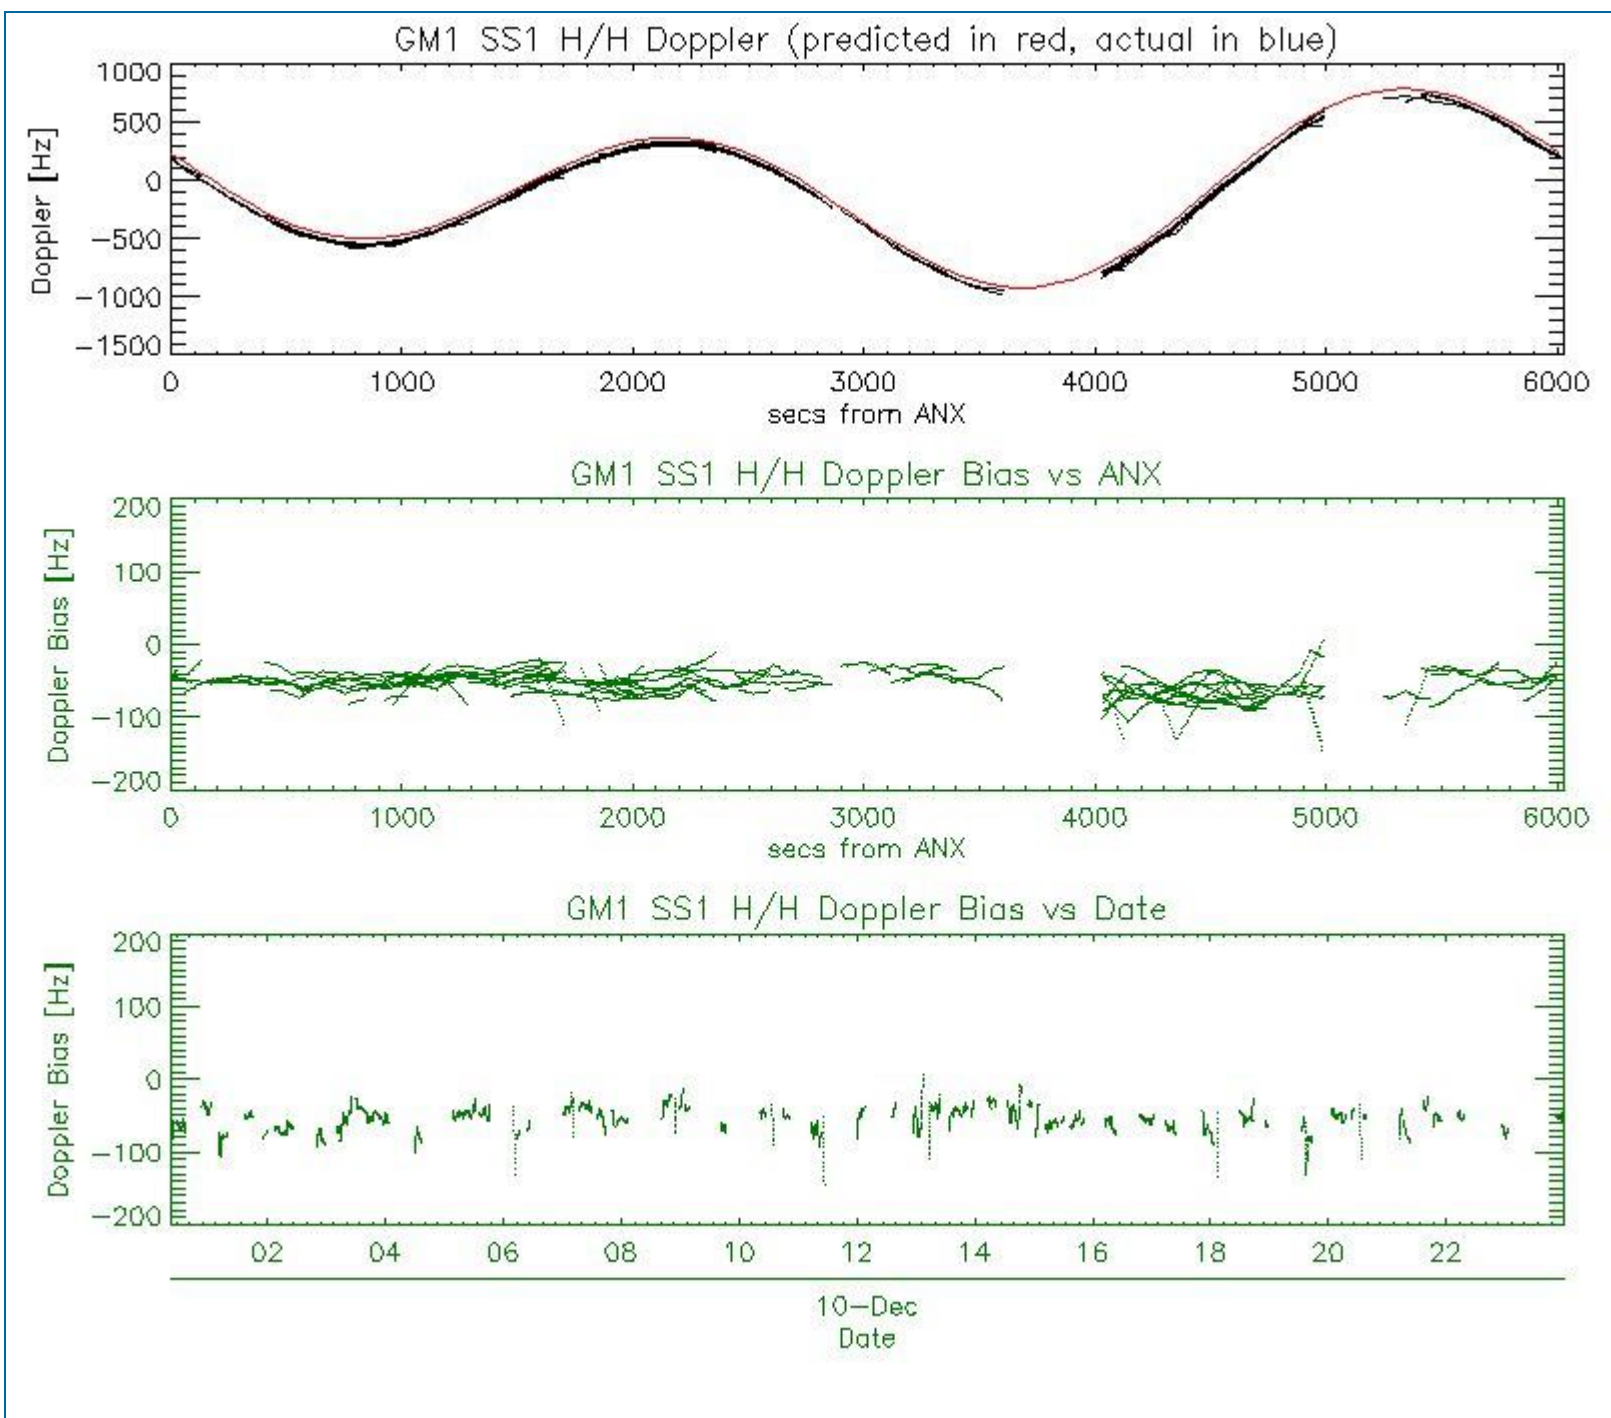 GM1 SS1 H/H Doppler (predicted in red, actual in blue)
1000
500
0
−500
−1000
−1500
Doppler [Hz]
0 1000 2000 3000 4000 5000 6000
secs from ANX
GM1 SS1 H/H Doppler Bias vs ANX
200
100
0
−100
−200
Doppler Bias [Hz]
0 1000 2000 3000 4000 5000 6000
secs from ANX
GM1 SS1 H/H Doppler Bias vs Date
200
100
0
−100
−200
Doppler Bias [Hz]
02 04 06 08 10 12 14 16 18 20 22
10−Dec
Date